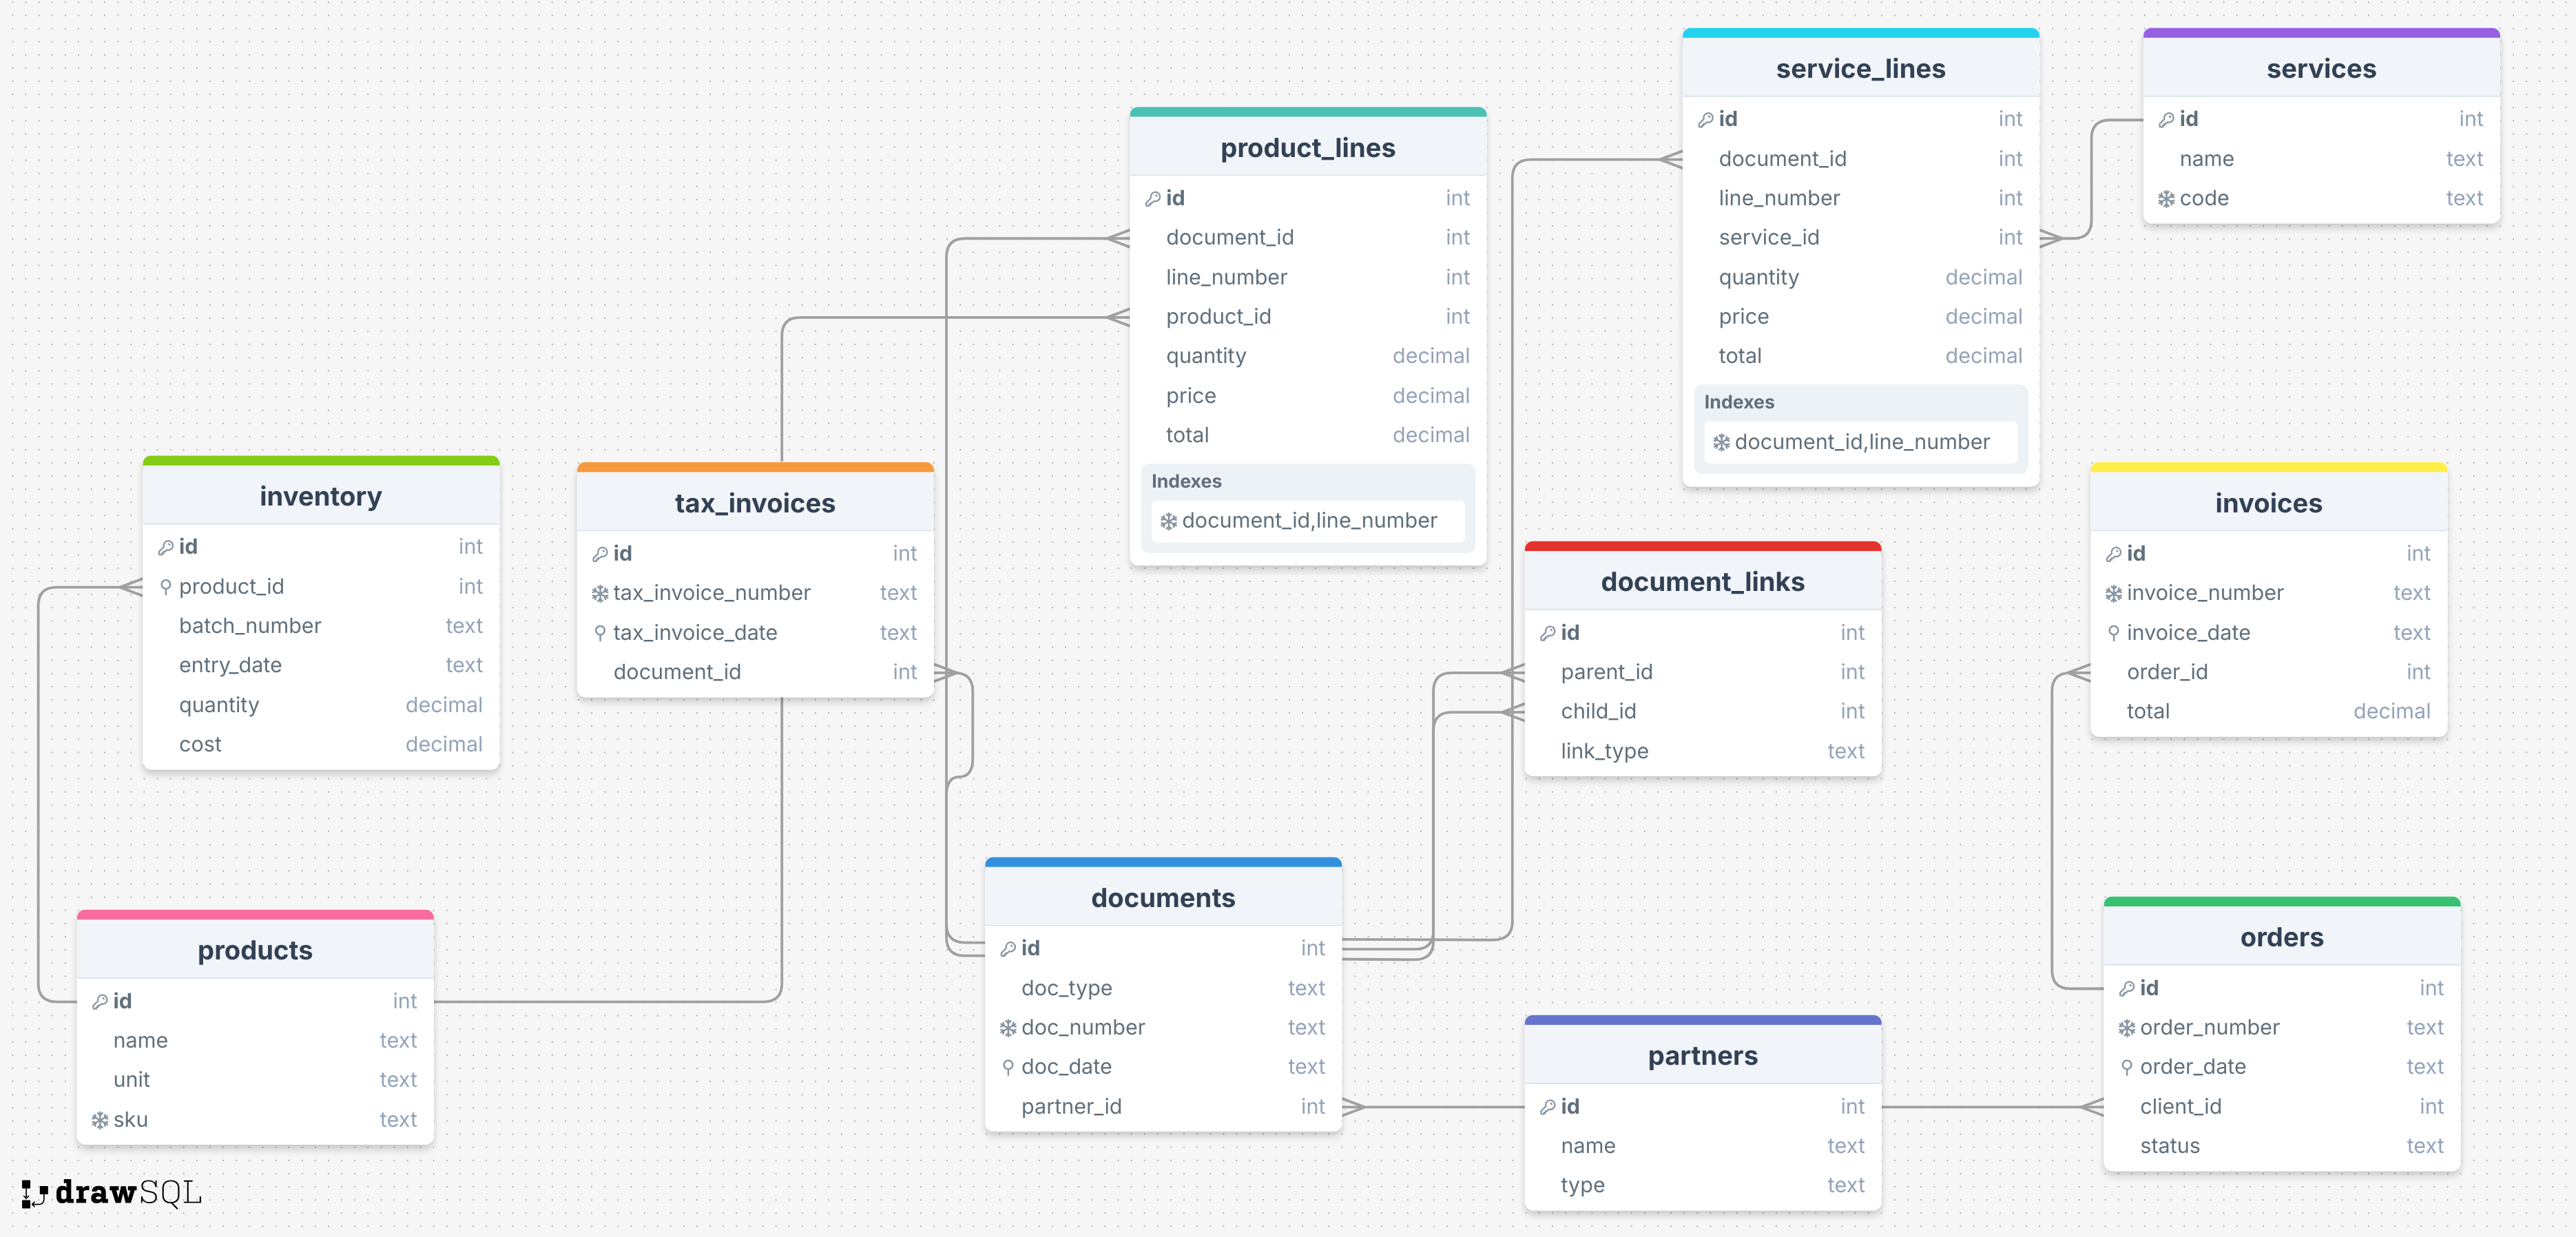 service_lines
id int
document_id int
line_number int
service_id int
quantity decimal
price decimal
total decimal
Indexes
document_id,line_number
services
id int
name text
code text
product_lines
id int
document_id int
line_number int
product_id int
quantity decimal
price decimal
total decimal
Indexes
document_id,line_number
inventory
id int
product_id int
batch_number text
entry_date text
quantity decimal
cost decimal
tax_invoices
id int
tax_invoice_number text
tax_invoice_date text
document_id int
document_links
id int
parent_id int
child_id int
link_type text
invoices
id int
invoice_number text
invoice_date text
order_id int
total decimal
products
id int
name text
unit text
sku text
documents
id int
doc_type text
doc_number text
doc_date text
partner_id int
partners
id int
name text
type text
orders
id int
order_number text
order_date text
client_id int
status text
drawSQL